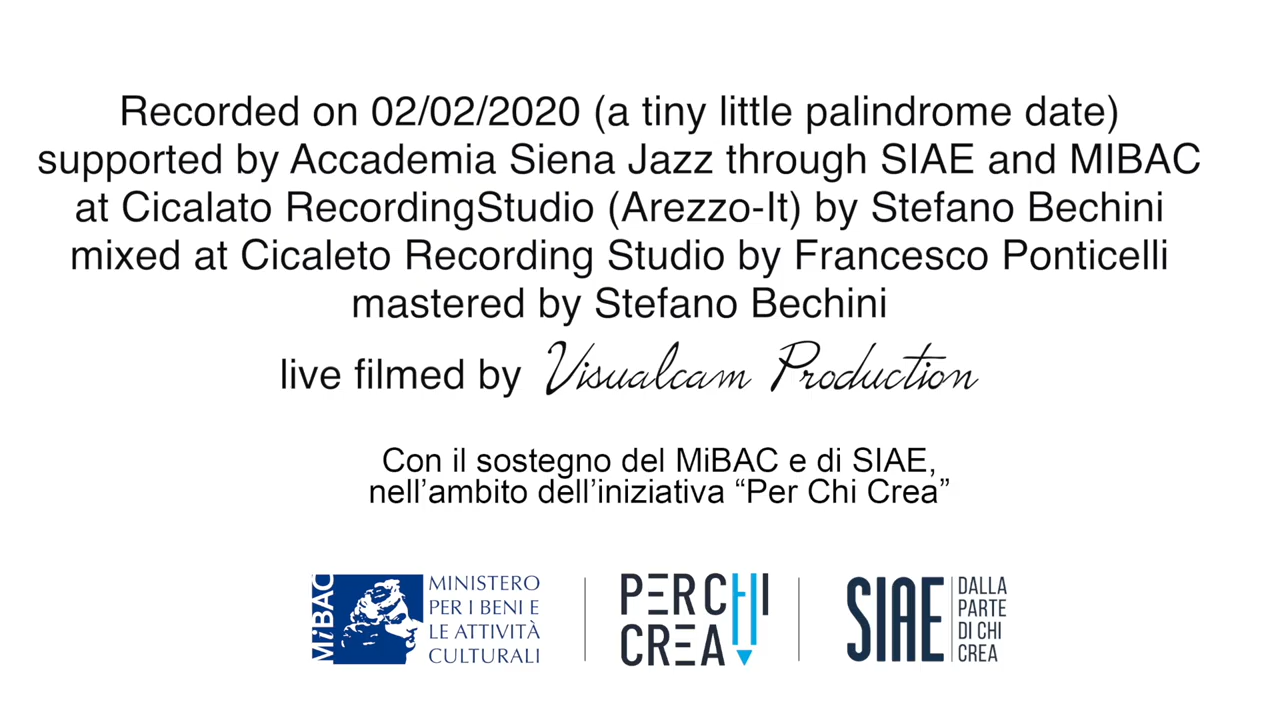 Recorded on 02/02/2020 (a tiny little palindrome date)
supported by Accademia Siena Jazz through SIAE and MIBAC
at Cicalato RecordingStudio (Arezzo-It) by Stefano Bechini
mixed at Cicaleto Recording Studio by Francesco Ponticelli
mastered by Stefano Bechini
live filmed by Visualcam Production
Con il sostegno del MiBAC e di SIAE,
nell’ambito dell’iniziativa “Per Chi Crea”
MiBAC
MINISTERO
PER I BENI E
LE ATTIVITÀ
CULTURALI
PER CHI
CREA
SIAE
DALLA
PARTE
DI CHI
CREA